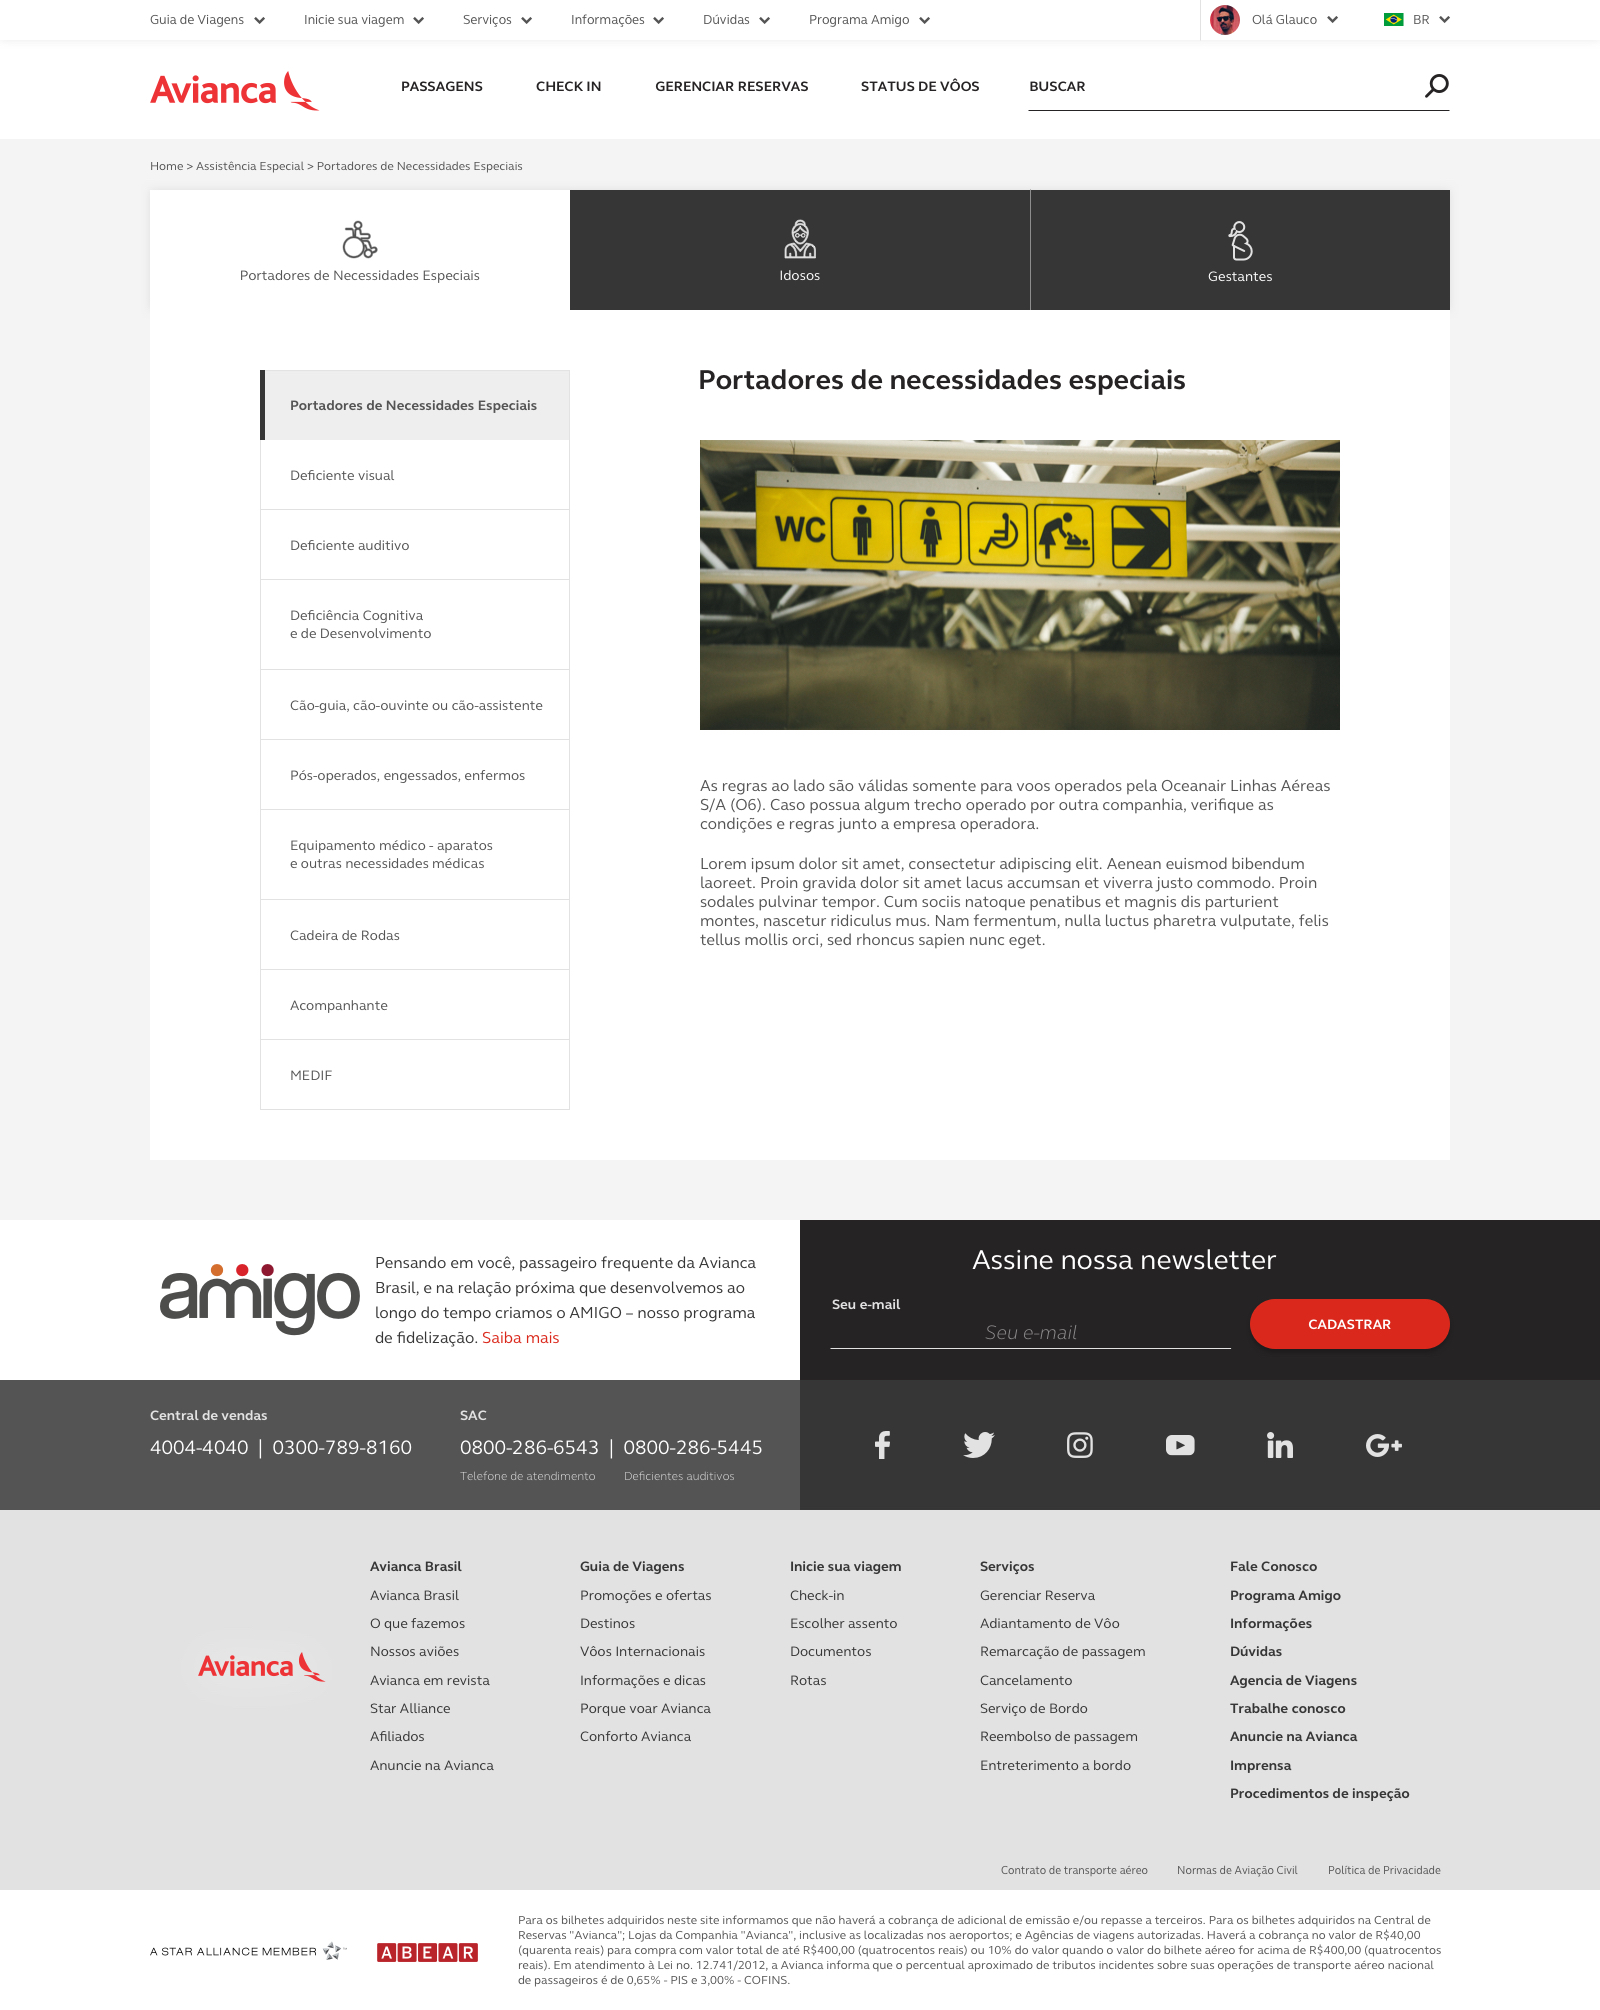 Guia de Viagens Inicie sua viagem Serviços Informações Dúvidas Programa Amigo Olá Glauco BR
Avianca PASSAGENS CHECK IN GERENCIAR RESERVAS STATUS DE VÔOS BUSCAR
Home > Assistência Especial > Portadores de Necessidades Especiais
Portadores de Necessidades Especiais Idosos Gestantes
Portadores de necessidades especiais
Portadores de Necessidades Especiais
Deficiente visual
Deficiente auditivo
Deficiência Cognitiva
e de Desenvolvimento
Cão-guia, cão-ouvinte ou cão-assistente
Pós-operados, engessados, enfermos
Equipamento médico - aparatos
e outras necessidades médicas
Cadeira de Rodas
Acompanhante
MEDIF
WC
As regras ao lado são válidas somente para voos operados pela Oceanair Linhas Aéreas
S/A (O6). Caso possua algum trecho operado por outra companhia, verifique as
condições e regras junto a empresa operadora.
Lorem ipsum dolor sit amet, consectetur adipiscing elit. Aenean euismod bibendum
laoreet. Proin gravida dolor sit amet lacus accumsan et viverra justo commodo. Proin
sodales pulvinar tempor. Cum sociis natoque penatibus et magnis dis parturient
montes, nascetur ridiculus mus. Nam fermentum, nulla luctus pharetra vulputate, felis
tellus mollis orci, sed rhoncus sapien nunc eget.
amigo
Pensando em você, passageiro frequente da Avianca
Brasil, e na relação próxima que desenvolvemos ao
longo do tempo criamos o AMIGO – nosso programa
de fidelização. Saiba mais
Assine nossa newsletter
Seu e-mail
Seu e-mail
CADASTRAR
Central de vendas
4004-4040 | 0300-789-8160
SAC
0800-286-6543 | 0800-286-5445
Telefone de atendimento Deficientes auditivos
G+
Avianca
Avianca Brasil
Avianca Brasil
O que fazemos
Nossos aviões
Avianca em revista
Star Alliance
Afiliados
Anuncie na Avianca
Guia de Viagens
Promoções e ofertas
Destinos
Vôos Internacionais
Informações e dicas
Porque voar Avianca
Conforto Avianca
Inicie sua viagem
Check-in
Escolher assento
Documentos
Rotas
Serviços
Gerenciar Reserva
Adiantamento de Vôo
Remarcação de passagem
Cancelamento
Serviço de Bordo
Reembolso de passagem
Entreterimento a bordo
Fale Conosco
Programa Amigo
Informações
Dúvidas
Agencia de Viagens
Trabalhe conosco
Anuncie na Avianca
Imprensa
Procedimentos de inspeção
Contrato de transporte aéreo Normas de Aviação Civil Política de Privacidade
A STAR ALLIANCE MEMBER
ABEAR
Para os bilhetes adquiridos neste site informamos que não haverá a cobrança de adicional de emissão e/ou repasse a terceiros. Para os bilhetes adquiridos na Central de
Reservas "Avianca"; Lojas da Companhia "Avianca", inclusive as localizadas nos aeroportos; e Agências de viagens autorizadas. Haverá a cobrança no valor de R$40,00
(quarenta reais) para compra com valor total de até R$400,00 (quatrocentos reais) ou 10% do valor quando o valor do bilhete aéreo for acima de R$400,00 (quatrocentos
reais). Em atendimento à Lei no. 12.741/2012, a Avianca informa que o percentual aproximado de tributos incidentes sobre suas operações de transporte aéreo nacional
de passageiros é de 0,65% - PIS e 3,00% - COFINS.